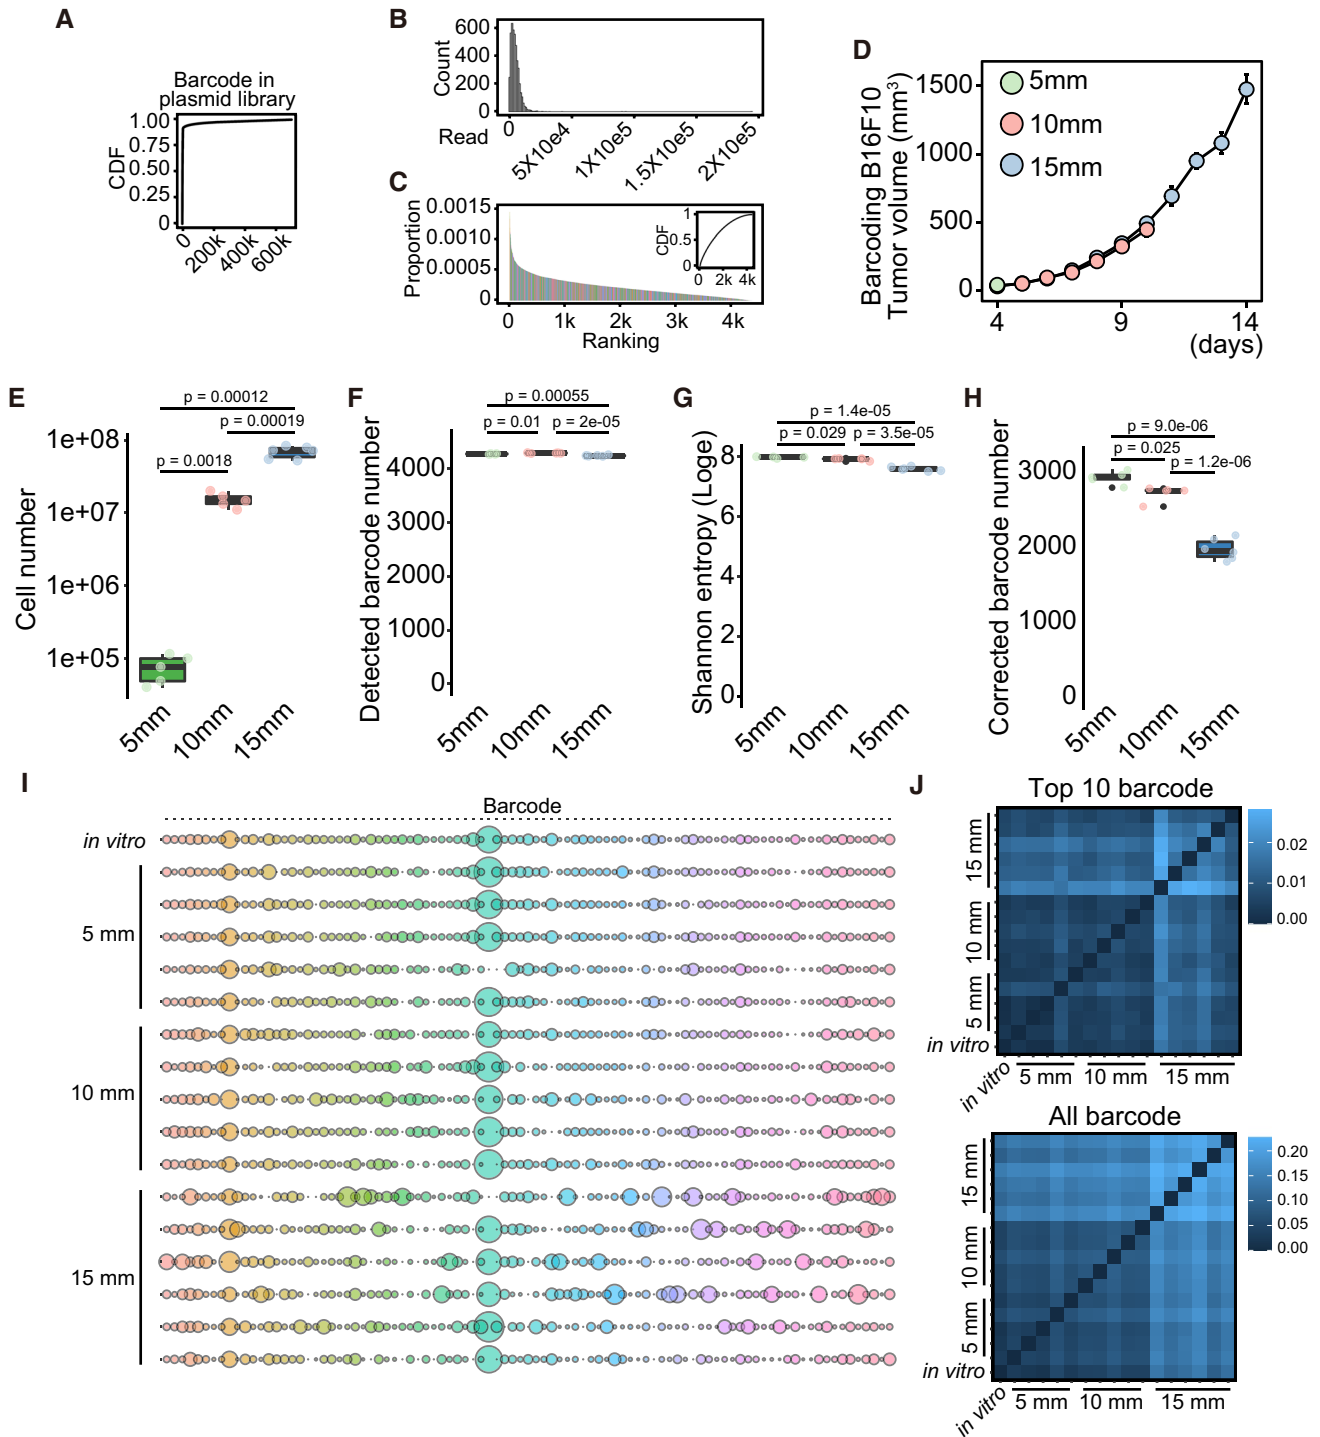 A
Barcode in
plasmid library
1.00
0.75
0.50
0.25
0
CDF
0
200k
400k
600k
B
600
400
200
0
Count
Read
0
5X10e4
1X10e5
1.5X10e5
2X10e5
C
0.0015
0.0010
0.0005
0
Proportion
1
0.5
0
CDF
0
2k
4k
0
1k
2k
3k
4k
Ranking
D
Barcoding B16F10
Tumor volume (mm³)
1500
1000
500
0
5mm
10mm
15mm
4
9
14
(days)
E
p = 0.00012
p = 0.00019
p = 0.0018
1e+08
1e+07
1e+06
1e+05
Cell number
5mm
10mm
15mm
F
p = 0.00055
p = 0.01
p = 2e-05
4000
3000
2000
1000
0
Detected barcode number
5mm
10mm
15mm
G
p = 1.4e-05
p = 0.029
p = 3.5e-05
8
6
4
2
0
Shannon entropy (Loge)
5mm
10mm
15mm
H
p = 9.0e-06
p = 0.025
p = 1.2e-06
3000
2000
1000
0
Corrected barcode number
5mm
10mm
15mm
I
Barcode
in vitro
5 mm
10 mm
15 mm
J
Top 10 barcode
15 mm
10 mm
5 mm
in vitro
in vitro
5 mm
10 mm
15 mm
0.02
0.01
0.00
All barcode
15 mm
10 mm
5 mm
in vitro
in vitro
5 mm
10 mm
15 mm
0.20
0.15
0.10
0.05
0.00